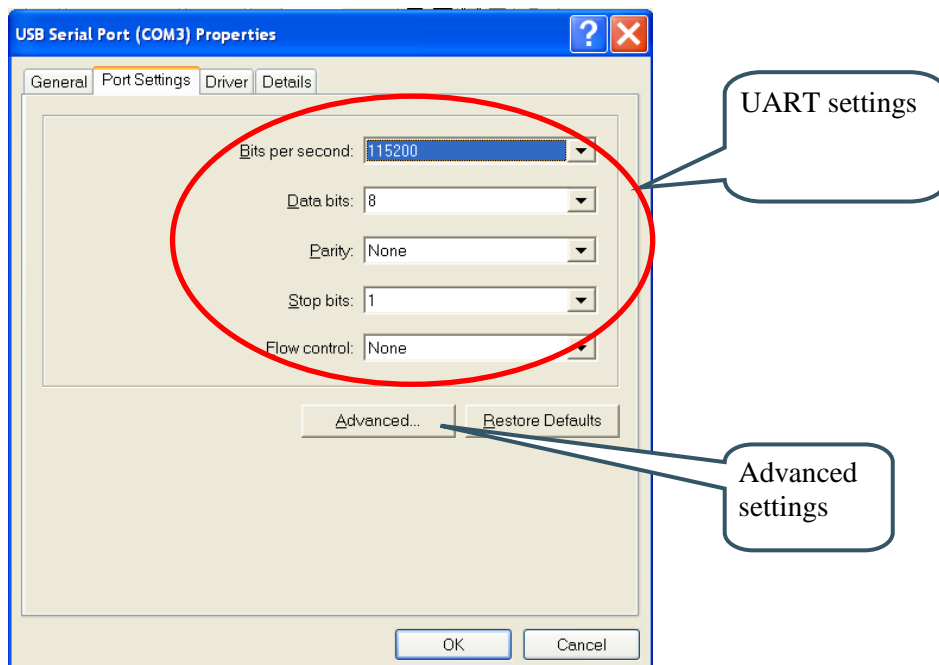 USB Serial Port (COM3) Properties
?
General Port Settings Driver Details
UART settings
Bits per second: 115200
Data bits: 8
Parity: None
Stop bits: 1
Flow control: None
Advanced... Restore Defaults
Advanced
settings
OK Cancel